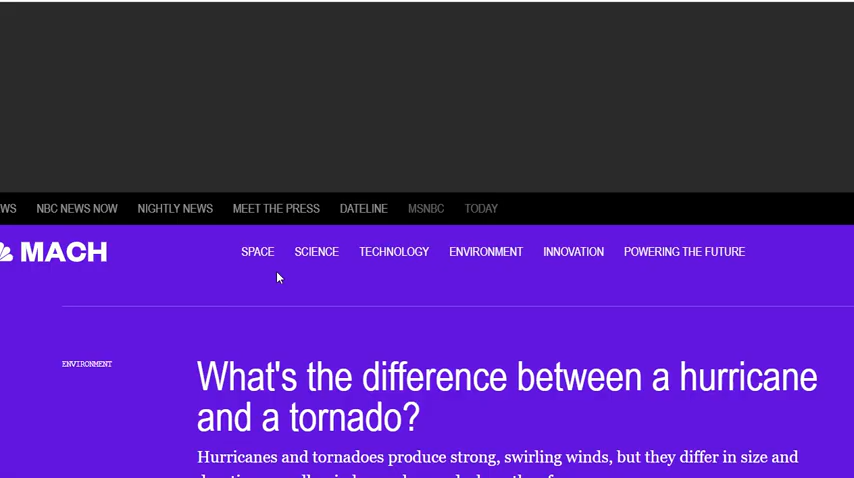 WS NBC NEWS NOW NIGHTLY NEWS MEET THE PRESS DATELINE MSNBC TODAY
MACH SPACE SCIENCE TECHNOLOGY ENVIRONMENT INNOVATION POWERING THE FUTURE
ENVIRONMENT
What's the difference between a hurricane
and a tornado?
Hurricanes and tornadoes produce strong, swirling winds, but they differ in size and